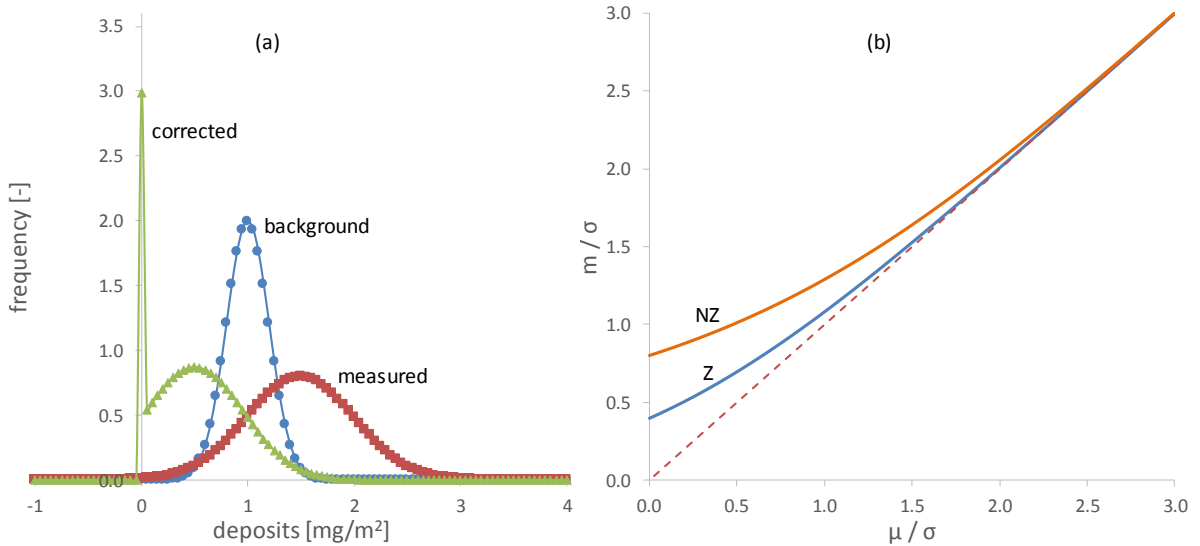 (a)
3.5
3.0
2.5
2.0
1.5
1.0
0.5
0.0
frequency [-]
corrected
background
measured
-1 0 1 2 3 4
deposits [mg/m²]
(b)
3.0
2.5
2.0
1.5
1.0
0.5
0.0
m / σ
NZ
Z
0.0 0.5 1.0 1.5 2.0 2.5 3.0
μ / σ